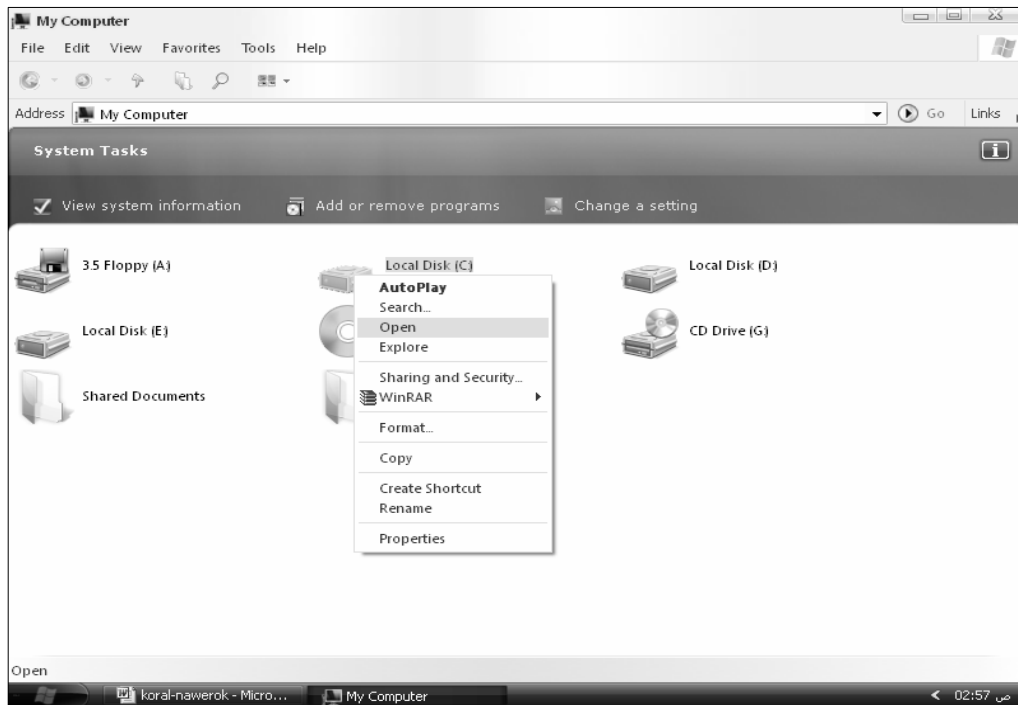 My Computer
File Edit View Favorites Tools Help
Address My Computer Go Links
System Tasks
View system information Add or remove programs Change a setting
3.5 Floppy (A:) Local Disk (C:) Local Disk (D:)
AutoPlay
Search...
Open
Local Disk (E:) CD Drive (G:)
Explore
Sharing and Security...
Shared Documents
WinRAR
Format...
Copy
Create Shortcut
Rename
Properties
Open
koral-nawerok - Micro... My Computer 02:57 ص